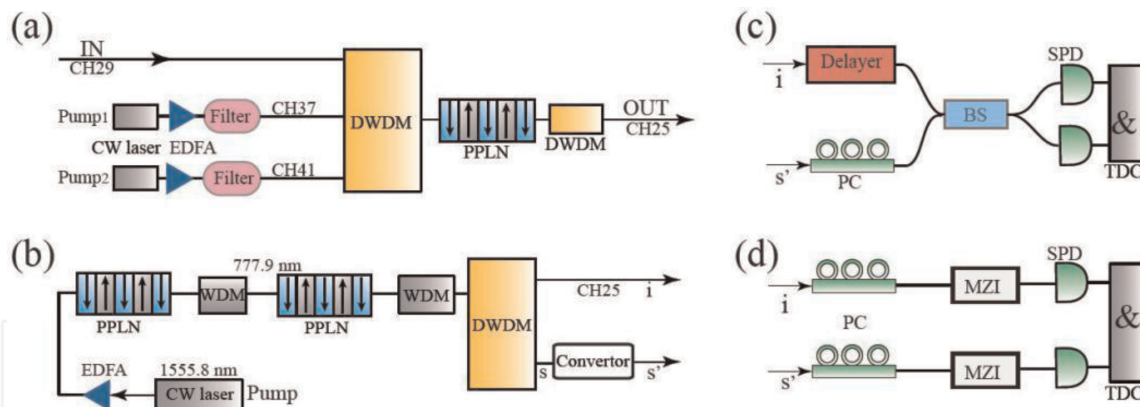 (a)
IN
CH29
Pump1
CW laser
EDFA
Filter
CH37
Pump2
Filter
CH41
DWDM
PPLN
DWDM
OUT
CH25
(b)
PPLN
WDM
777.9 nm
PPLN
WDM
DWDM
CH25
i
s
Convertor
s'
EDFA
1555.8 nm
CW laser
Pump
(c)
i
Delayer
s'
PC
BS
SPD
&
TDC
(d)
i
PC
s'
MZI
MZI
SPD
&
TDC